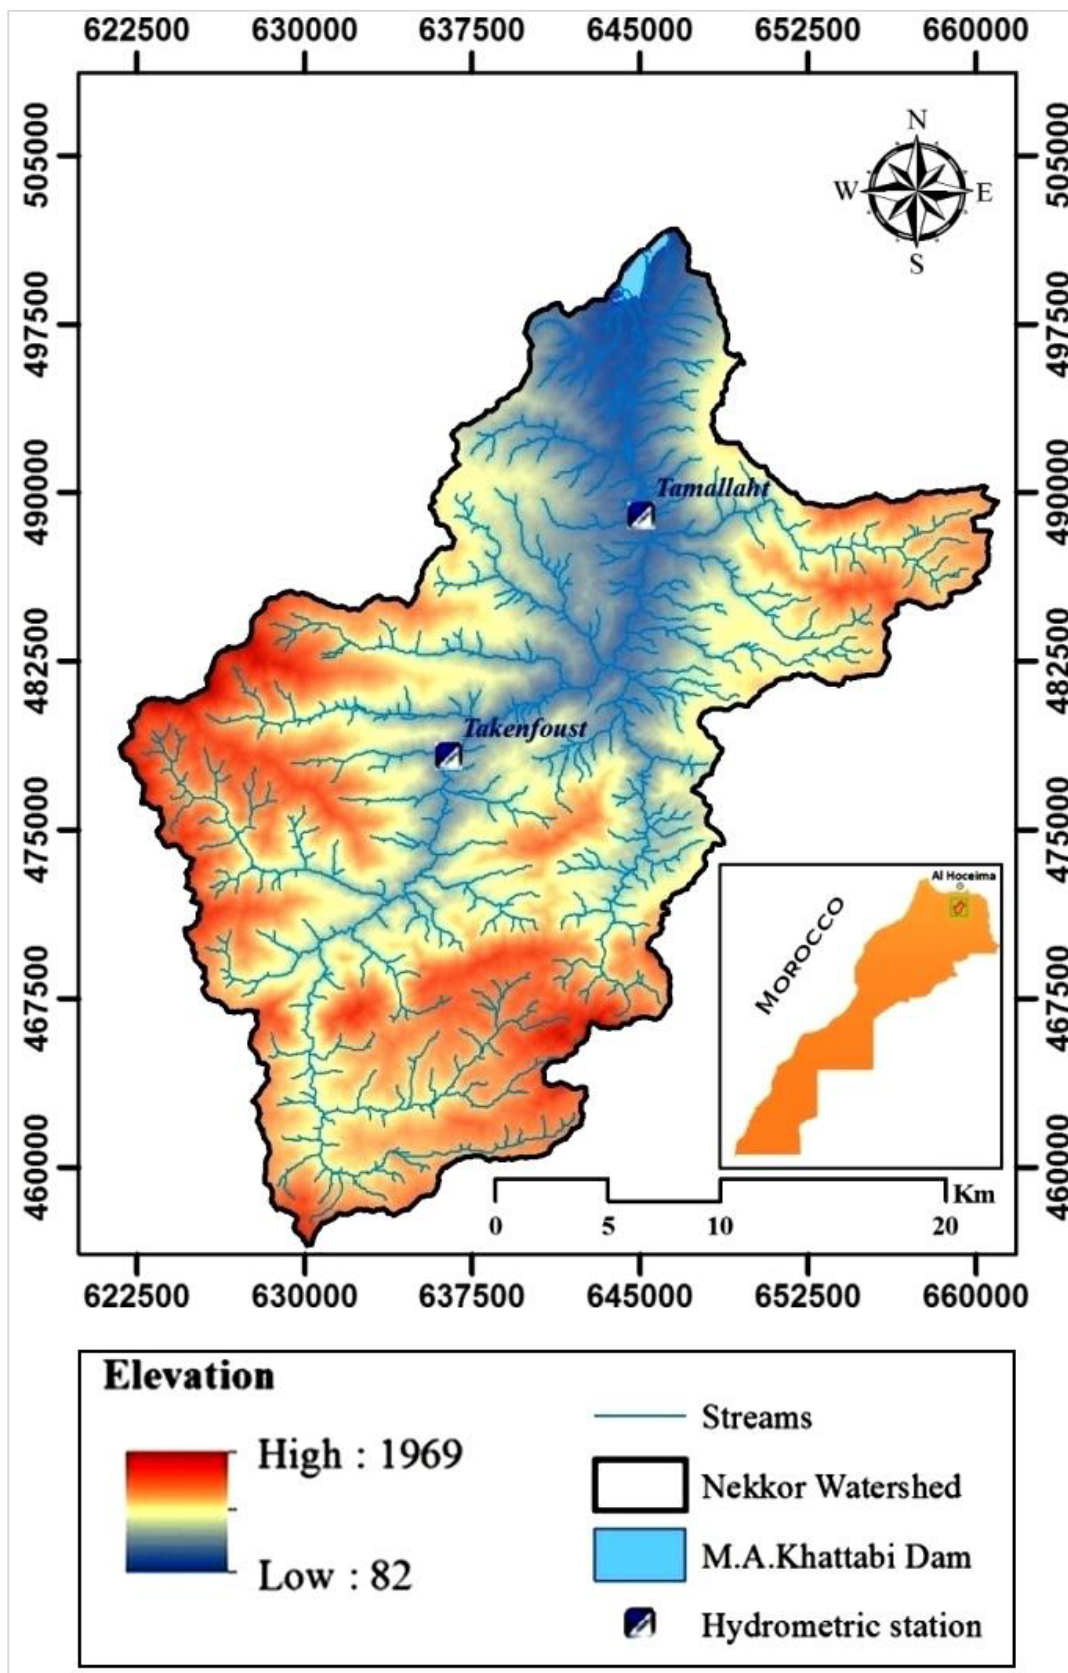 622500 630000 637500 645000 652500 660000
505000 505000
N
W E
S
497500 497500
490000 490000
Tamallaht
482500 482500
Takenfoust
475000 475000
Al Hoceima
MOROCCO
467500 467500
460000 460000
Km
0 5 10 20
622500 630000 637500 645000 652500 660000
Elevation
High : 1969
Low : 82
Streams
Nekkor Watershed
M.A.Khattabi Dam
Hydrometric station